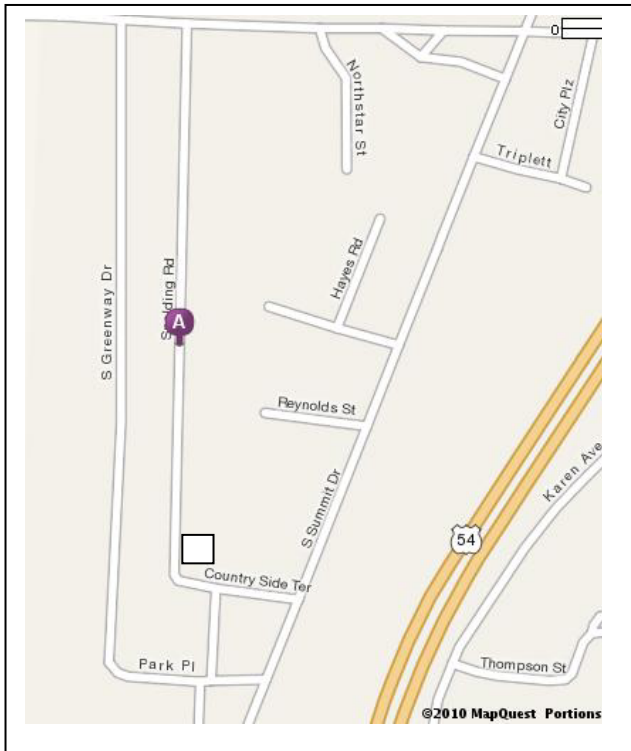 0
Northstar St
City Plz
Triplett
Hayes Rd
S Greenway Dr
A
Reynolds St
S Summit Dr
Karen Ave
54
Country Side Ter
Park Pl
Thompson St
©2010 MapQuest Portions